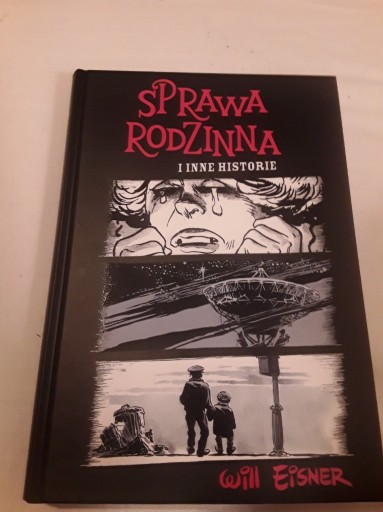 SPRAWA
RODZINNA
I INNE HISTORIE
Will EISNER